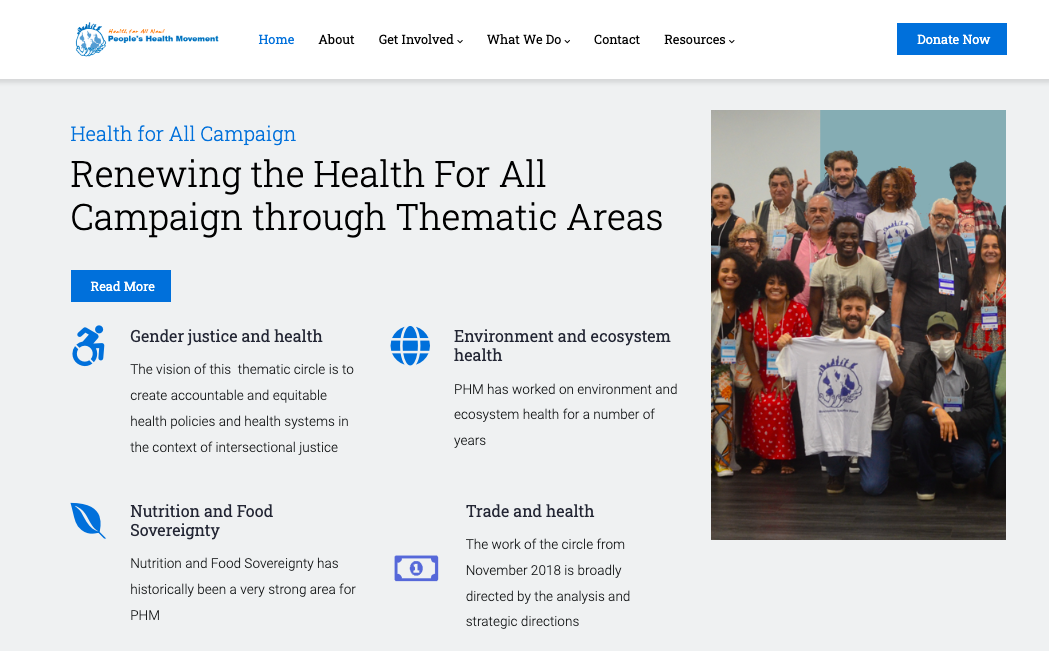 Health for All Now!
People's Health Movement
Home
About
Get Involved
What We Do
Contact
Resources
Donate Now
Health for All Campaign
Renewing the Health For All
Campaign through Thematic Areas
Read More
Gender justice and health
The vision of this  thematic circle is to
create accountable and equitable
health policies and health systems in
the context of intersectional justice
Environment and ecosystem
health
PHM has worked on environment and
ecosystem health for a number of
years
Nutrition and Food
Sovereignty
Nutrition and Food Sovereignty has
historically been a very strong area for
PHM
1
Trade and health
The work of the circle from
November 2018 is broadly
directed by the analysis and
strategic directions